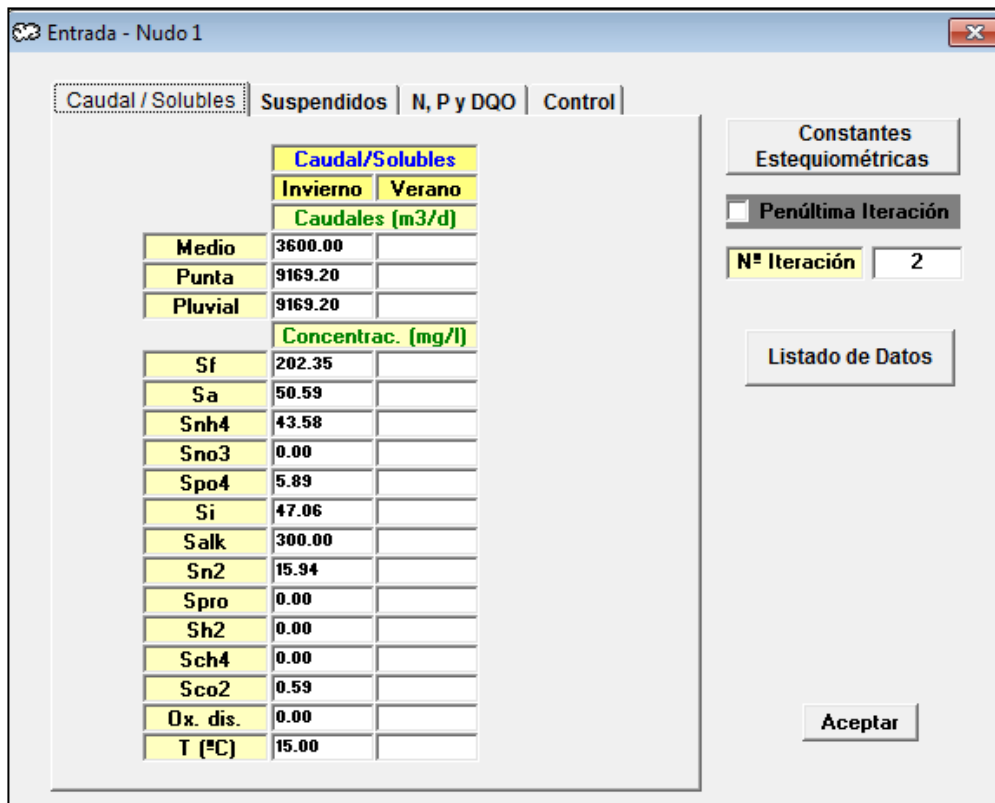 Entrada - Nudo 1
Caudal / Solubles Suspendidos N, P y DQO Control
Caudal/Solubles
Invierno Verano
Caudales (m3/d)
Medio 3600.00
Punta 9169.20
Pluvial 9169.20
Concentrac. (mg/l)
Sf 202.35
Sa 50.59
Snh4 43.58
Sno3 0.00
Spo4 5.89
Si 47.06
Salk 300.00
Sn2 15.94
Spro 0.00
Sh2 0.00
Sch4 0.00
Sco2 0.59
Ox. dis. 0.00
T (ºC) 15.00
Constantes
Estequiométricas
Penúltima Iteración
Nº Iteración 2
Listado de Datos
Aceptar